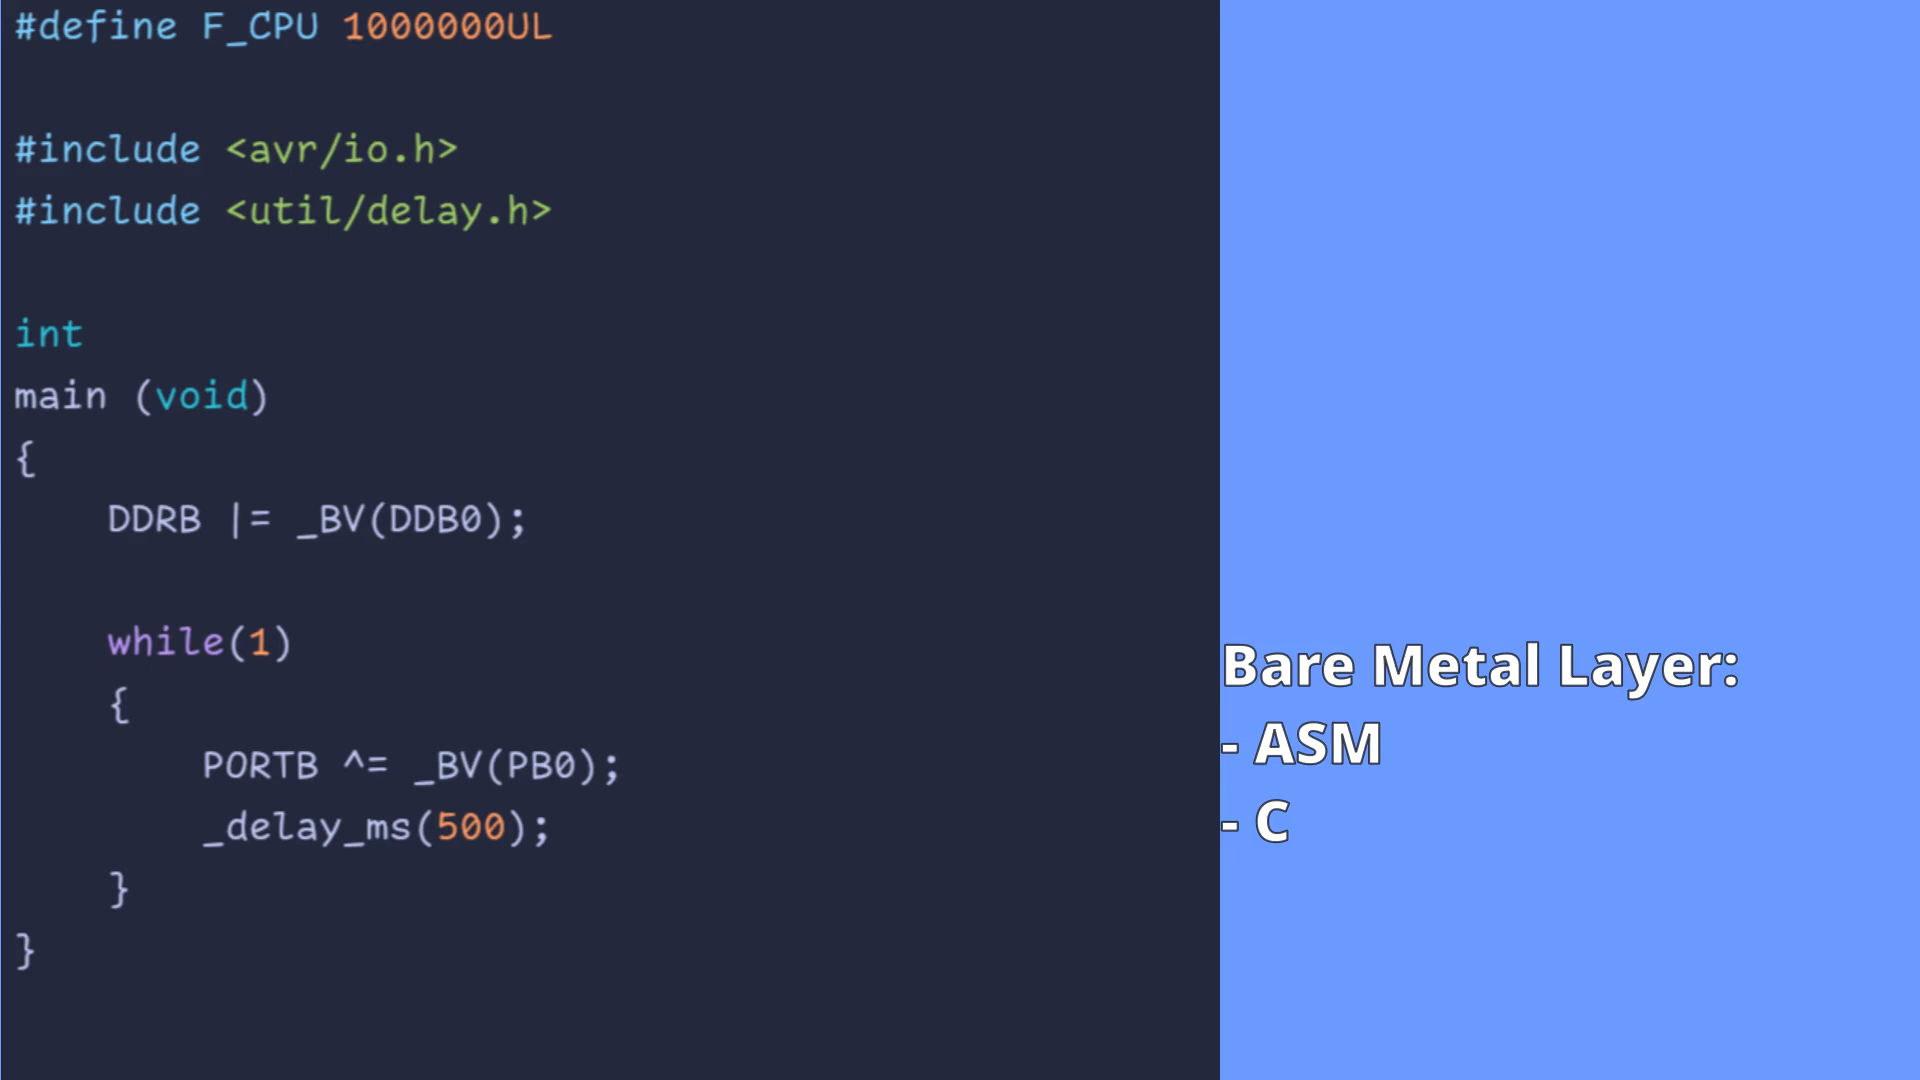 #define F_CPU 1000000UL
#include <avr/io.h>
#include <util/delay.h>
int
main (void)
{
DDRB |= _BV(DDB0);
while(1)
{
PORTB ^= _BV(PB0);
_delay_ms(500);
}
}
Bare Metal Layer:
- ASM
- C